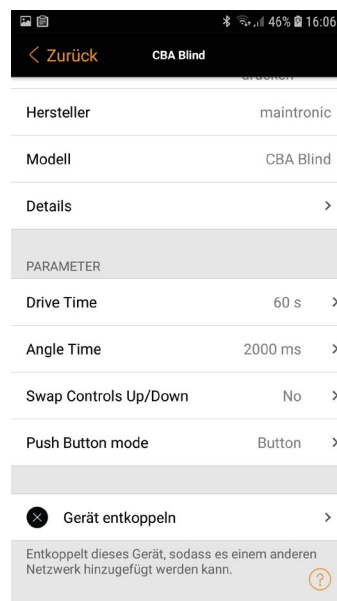 46% 16:06
< Zurück CBA Blind
drücken
Hersteller maintronic
Modell CBA Blind
Details >
PARAMETER
Drive Time 60 s >
Angle Time 2000 ms >
Swap Controls Up/Down No >
Push Button mode Button >
Gerät entkoppeln >
Entkoppelt dieses Gerät, sodass es einem anderen
Netzwerk hinzugefügt werden kann.
?